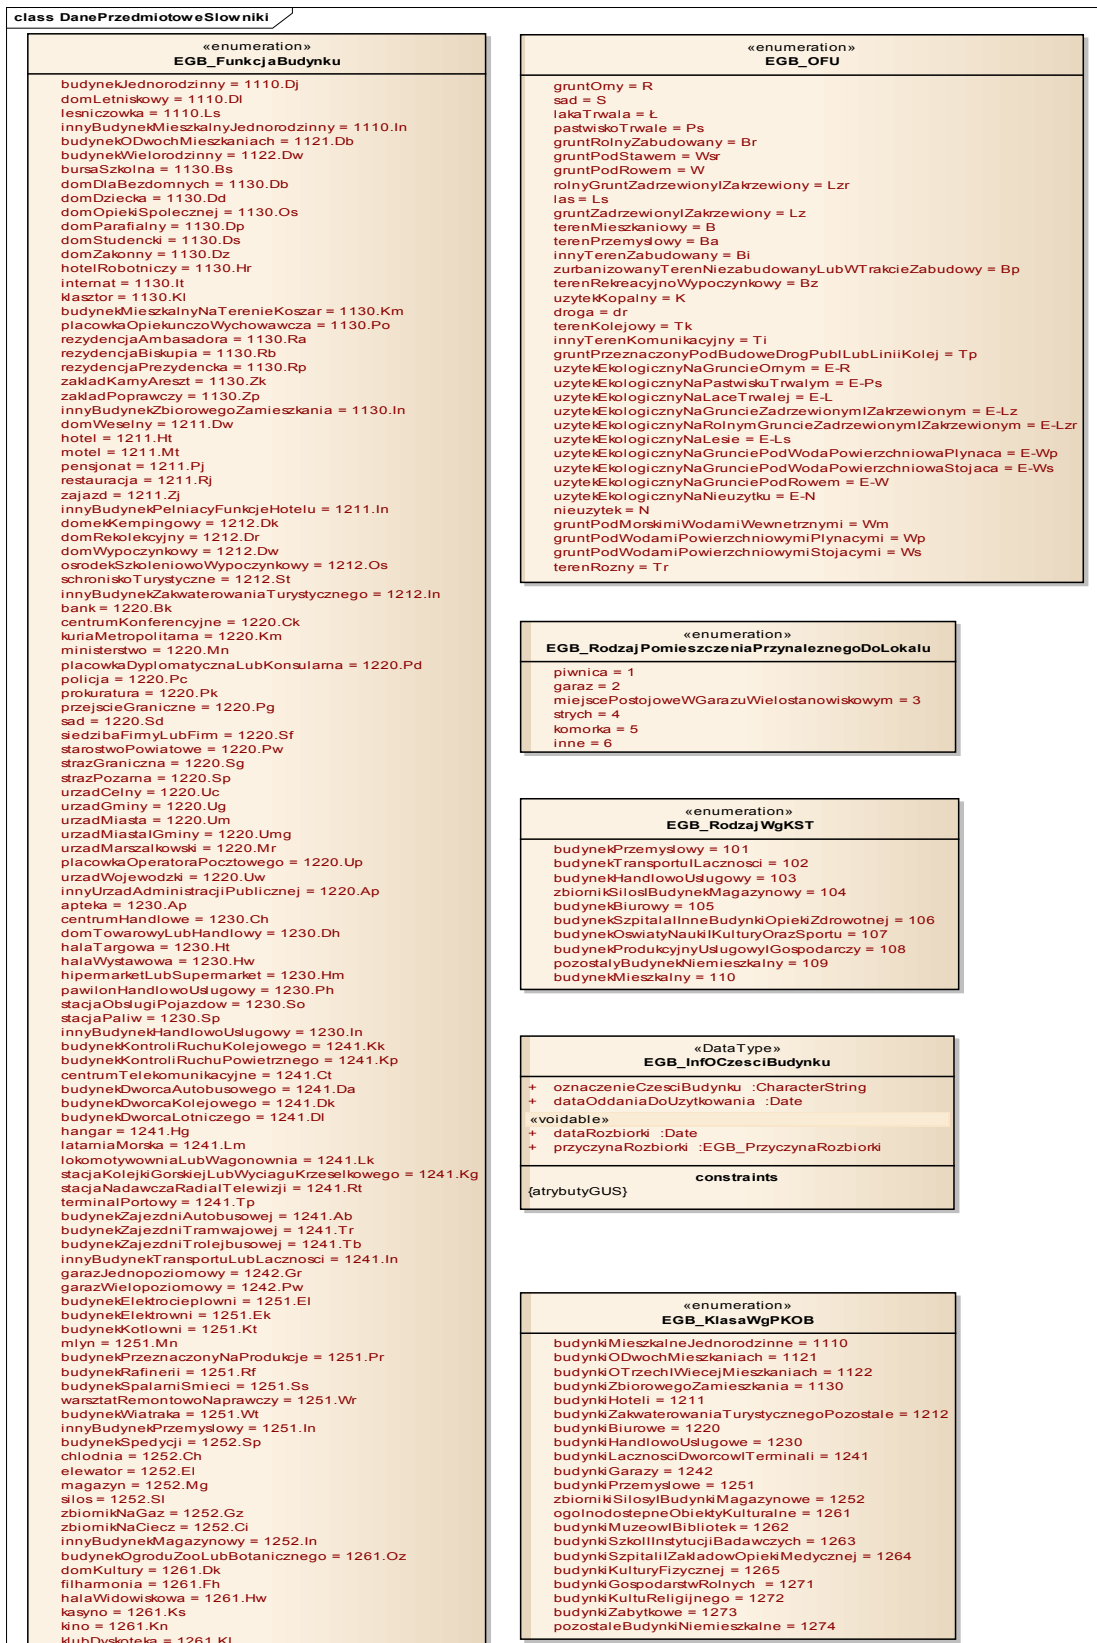 class DanePrzedmiotoweSlowniki
«enumeration»
EGB_FunkcjaBudynku
budynekJednorodzinny = 1110.Dj
domLetniskowy = 1110.Dl
lesniczowka = 1110.Ls
innyBudynekMieszkalnyJednorodzinny = 1110.In
budynekODwochMieszkaniach = 1121.Db
budynekWielorodzinny = 1122.Dw
bursaSzkolna = 1130.Bs
domDlaBezdomnych = 1130.Db
domDziecka = 1130.Dd
domOpiekiSpolecznej = 1130.Os
domParafialny = 1130.Dp
domStudencki = 1130.Ds
domZakonny = 1130.Dz
hotelRobotniczy = 1130.Hr
internat = 1130.It
klasztor = 1130.Kl
budynekMieszkalnyNaTerenieKoszar = 1130.Km
placowkaOpiekunczoWychowawcza = 1130.Po
rezydencjaAmbasadora = 1130.Ra
rezydencjaBiskupia = 1130.Rb
rezydencjaPrezydencka = 1130.Rp
zakladKarnyAreszt = 1130.Zk
zakladPoprawczy = 1130.Zp
innyBudynekZbiorowegoZamieszkania = 1130.In
domWeselny = 1211.Dw
hotel = 1211.Ht
motel = 1211.Mt
pensjonat = 1211.Pj
restauracja = 1211.Rj
zajazd = 1211.Zj
innyBudynekPelniacyFunkcjeHotelu = 1211.In
domekKempingowy = 1212.Dk
domRekolekcyjny = 1212.Dr
domWypoczynkowy = 1212.Dw
osrodekSzkoleniowoWypoczynkowy = 1212.Os
schroniskoTurystyczne = 1212.St
innyBudynekZakwaterowaniaTurystycznego = 1212.In
bank = 1220.Bk
centrumKonferencyjne = 1220.Ck
kuriaMetropolitarna = 1220.Km
ministerstwo = 1220.Mn
placowkaDyplomatycznaLubKonsularna = 1220.Pd
policja = 1220.Pc
prokuratura = 1220.Pk
przejscieGraniczne = 1220.Pg
sad = 1220.Sd
siedzibaFirmyLubFirm = 1220.Sf
starostwoPowiatowe = 1220.Pw
strazGraniczna = 1220.Sg
strazPozarna = 1220.Sp
urzadCelny = 1220.Uc
urzadGminy = 1220.Ug
urzadMiasta = 1220.Um
urzadMiastaIGminy = 1220.Umg
urzadMarszalkowski = 1220.Mr
placowkaOperatoraPocztowego = 1220.Up
urzadWojewodzki = 1220.Uw
innyUrzadAdministracjiPublicznej = 1220.Ap
apteka = 1230.Ap
centrumHandlowe = 1230.Ch
domTowarowyLubHandlowy = 1230.Dh
halaTargowa = 1230.Ht
halaWystawowa = 1230.Hw
hipermarketLubSupermarket = 1230.Hm
pawilonHandlowoUslugowy = 1230.Ph
stacjaObslugiPojazdow = 1230.So
stacjaPaliw = 1230.Sp
innyBudynekHandlowoUslugowy = 1230.In
budynekKontroliRuchuKolejowego = 1241.Kk
budynekKontroliRuchuPowietrznego = 1241.Kp
centrumTelekomunikacyjne = 1241.Ct
budynekDworcaAutobusowego = 1241.Da
budynekDworcaKolejowego = 1241.Dk
budynekDworcaLotniczego = 1241.Dl
hangar = 1241.Hg
latarniaMorska = 1241.Lm
lokomotywowniaLubWagonownia = 1241.Lk
stacjaKolejkiGorskiejLubWyciaguKrzeselkowego = 1241.Kg
stacjaNadawczaRadiaITelewizji = 1241.Rt
terminalPortowy = 1241.Tp
budynekZajezdniAutobusowej = 1241.Ab
budynekZajezdniTramwajowej = 1241.Tr
budynekZajezdniTrolejbusowej = 1241.Tb
innyBudynekTransportuLubLacznosci = 1241.In
garazJednopoziomowy = 1242.Gr
garazWielopoziomowy = 1242.Pw
budynekElektrocieplowni = 1251.El
budynekElektrowni = 1251.Ek
budynekKotlowni = 1251.Kt
mlyn = 1251.Mn
budynekPrzeznaczonyNaProdukcje = 1251.Pr
budynekRafinerii = 1251.Rf
budynekSpalarniSmieci = 1251.Ss
warsztatRemontowoNaprawczy = 1251.Wr
budynekWiatraka = 1251.Wt
innyBudynekPrzemyslowy = 1251.In
budynekSpedycji = 1252.Sp
chlodnia = 1252.Ch
elewator = 1252.El
magazyn = 1252.Mg
silos = 1252.Sl
zbiornikNaGaz = 1252.Gz
zbiornikNaCiecz = 1252.Ci
innyBudynekMagazynowy = 1252.In
budynekOgroduZooLubBotanicznego = 1261.Oz
domKultury = 1261.Dk
filharmonia = 1261.Fh
halaWidowiskowa = 1261.Hw
kasyno = 1261.Ks
kino = 1261.Kn
klubDyskoteka = 1261.Kl
«enumeration»
EGB_OFU
gruntOrny = R
sad = S
lakaTrwala = Ł
pastwiskoTrwale = Ps
gruntRolnyZabudowany = Br
gruntPodStawem = Wsr
gruntPodRowem = W
rolnyGruntZadrzewionyIZakrzewiony = Lzr
las = Ls
gruntZadrzewionyIZakrzewiony = Lz
terenMieszkaniowy = B
terenPrzemyslowy = Ba
innyTerenZabudowany = Bi
zurbanizowanyTerenNiezabudowanyLubWTrakcieZabudowy = Bp
terenRekreacyjnoWypoczynkowy = Bz
uzytekKopalny = K
droga = dr
terenKolejowy = Tk
innyTerenKomunikacyjny = Ti
gruntPrzeznaczonyPodBudoweDrogPublLubLiniiKolej = Tp
uzytekEkologicznyNaGruncieOrnym = E-R
uzytekEkologicznyNaPastwiskuTrwalym = E-Ps
uzytekEkologicznyNaLaceTrwalej = E-L
uzytekEkologicznyNaGruncieZadrzewionymIZakrzewionym = E-Lz
uzytekEkologicznyNaRolnymGruncieZadrzewionymIZakrzewionym = E-Lzr
uzytekEkologicznyNaLesie = E-Ls
uzytekEkologicznyNaGrunciePodWodaPowierzchniowaPlynaca = E-Wp
uzytekEkologicznyNaGrunciePodWodaPowierzchniowaStojaca = E-Ws
uzytekEkologicznyNaGrunciePodRowem = E-W
uzytekEkologicznyNaNieuzytku = E-N
nieuzytek = N
gruntPodMorskimiWodamiWewnetrznymi = Wm
gruntPodWodamiPowierzchniowymiPlynacymi = Wp
gruntPodWodamiPowierzchniowymiStojacymi = Ws
terenRozny = Tr
«enumeration»
EGB_RodzajPomieszczeniaPrzynaleznegoDoLokalu
piwnica = 1
garaz = 2
miejscePostojoweWGarazuWielostanowiskowym = 3
strych = 4
komorka = 5
inne = 6
«enumeration»
EGB_RodzajWgKST
budynekPrzemyslowy = 101
budynekTransportuILacznosci = 102
budynekHandlowoUslugowy = 103
zbiornikSilosIBudynekMagazynowy = 104
budynekBiurowy = 105
budynekSzpitalaIInneBudynkiOpiekiZdrowotnej = 106
budynekOswiatyNaukiIKulturyOrazSportu = 107
budynekProdukcyjnyUslugowyIGospodarczy = 108
pozostalyBudynekNiemieszkalny = 109
budynekMieszkalny = 110
«DataType»
EGB_InfOCzesciBudynku
+ oznaczenieCzesciBudynku :CharacterString
+ dataOddaniaDoUzytkowania :Date
«voidable»
+ dataRozbiorki :Date
+ przyczynaRozbiorki :EGB_PrzyczynaRozbiorki
constraints
{atrybutyGUS}
«enumeration»
EGB_KlasaWgPKOB
budynkiMieszkalneJednorodzinne = 1110
budynkiODwochMieszkaniach = 1121
budynkiOTrzechIWiecejMieszkaniach = 1122
budynkiZbiorowegoZamieszkania = 1130
budynkiHoteli = 1211
budynkiZakwaterowaniaTurystycznegoPozostale = 1212
budynkiBiurowe = 1220
budynkiHandlowoUslugowe = 1230
budynkiLacznosciDworcowITerminali = 1241
budynkiGarazy = 1242
budynkiPrzemyslowe = 1251
zbiornikiSilosyIBudynkiMagazynowe = 1252
ogolnodostepneObiektyKulturalne = 1261
budynkiMuzeowIBibliotek = 1262
budynkiSzkolIInstytucjiBadawczych = 1263
budynkiSzpitaliIZakladowOpiekiMedycznej = 1264
budynkiKulturyFizycznej = 1265
budynkiGospodarstwRolnych = 1271
budynkiKultuReligijnego = 1272
budynkiZabytkowe = 1273
pozostaleBudynkiNiemieszkalne = 1274